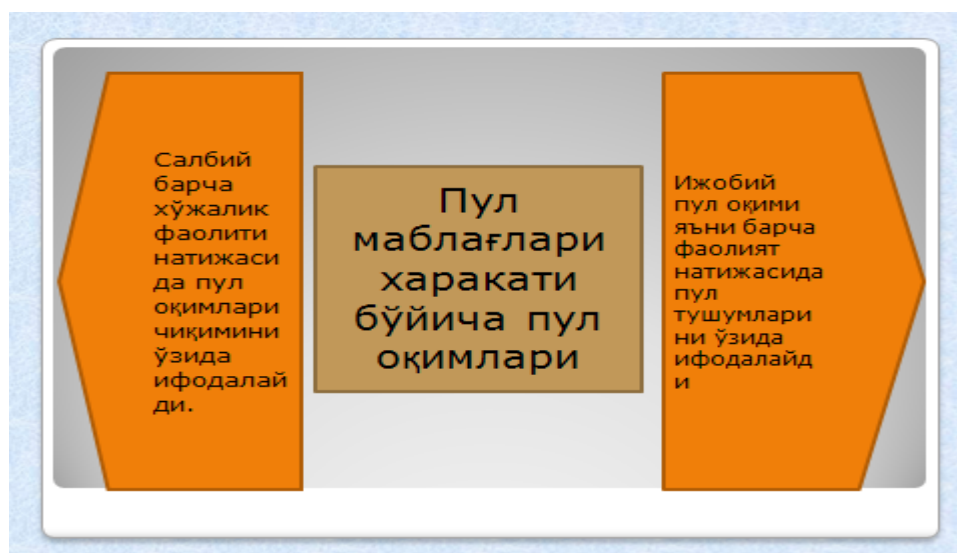 Салбий
барча
хўжалик
фаолити
натижаси
да пул
оқимлари
чиқимини
ўзида
ифодалай
ди.
Пул
маблағлари
харакати
бўйича пул
оқимлари
Ижобий
пул оқими
яъни барча
фаолият
натижасида
пул
тушумлари
ни ўзида
ифодалайд
и